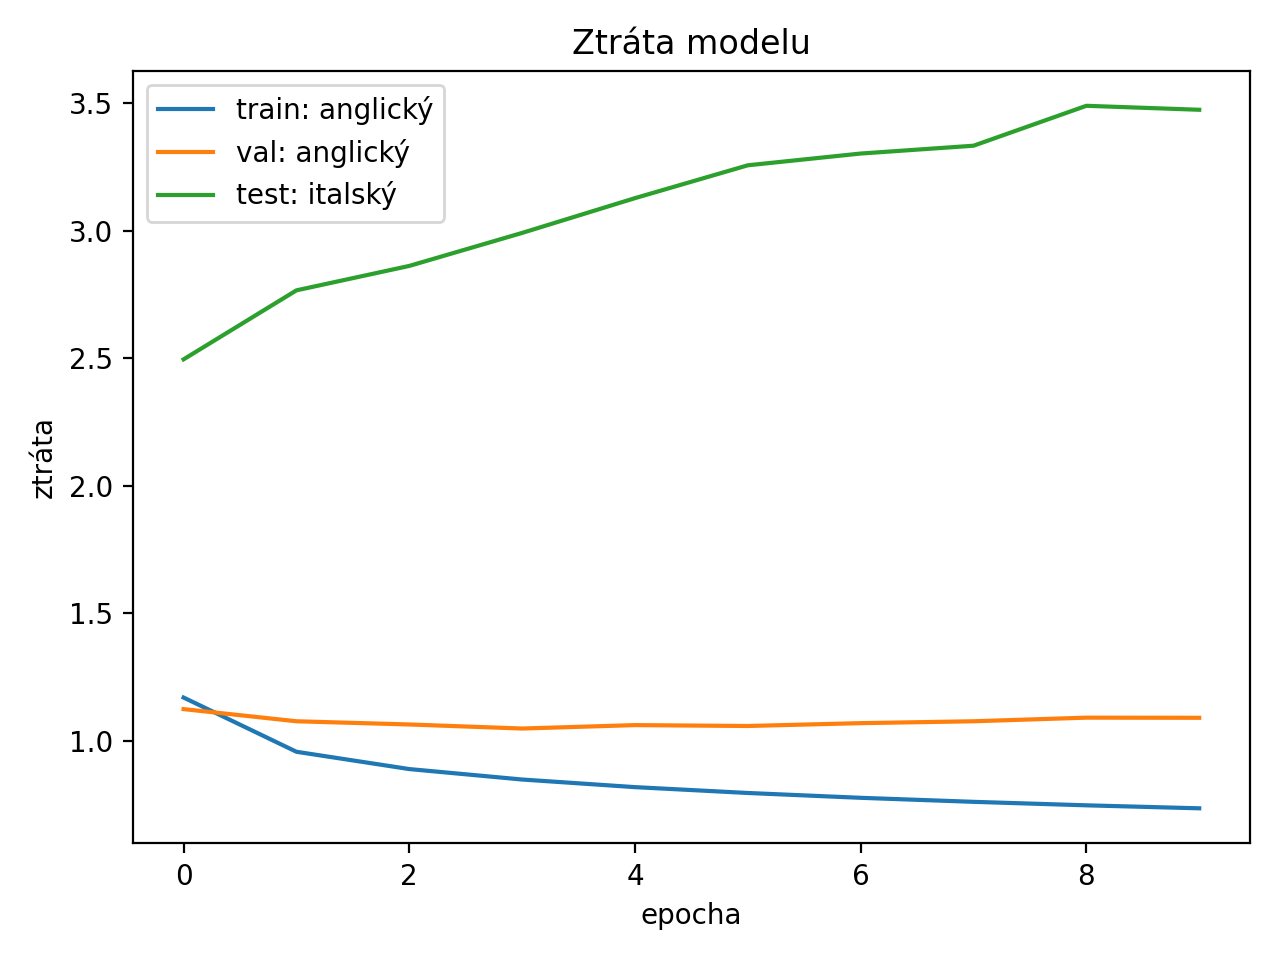 Ztráta modelu
train: anglický
val: anglický
test: italský
3.5
3.0
2.5
2.0
1.5
1.0
ztráta
0 2 4 6 8
epocha